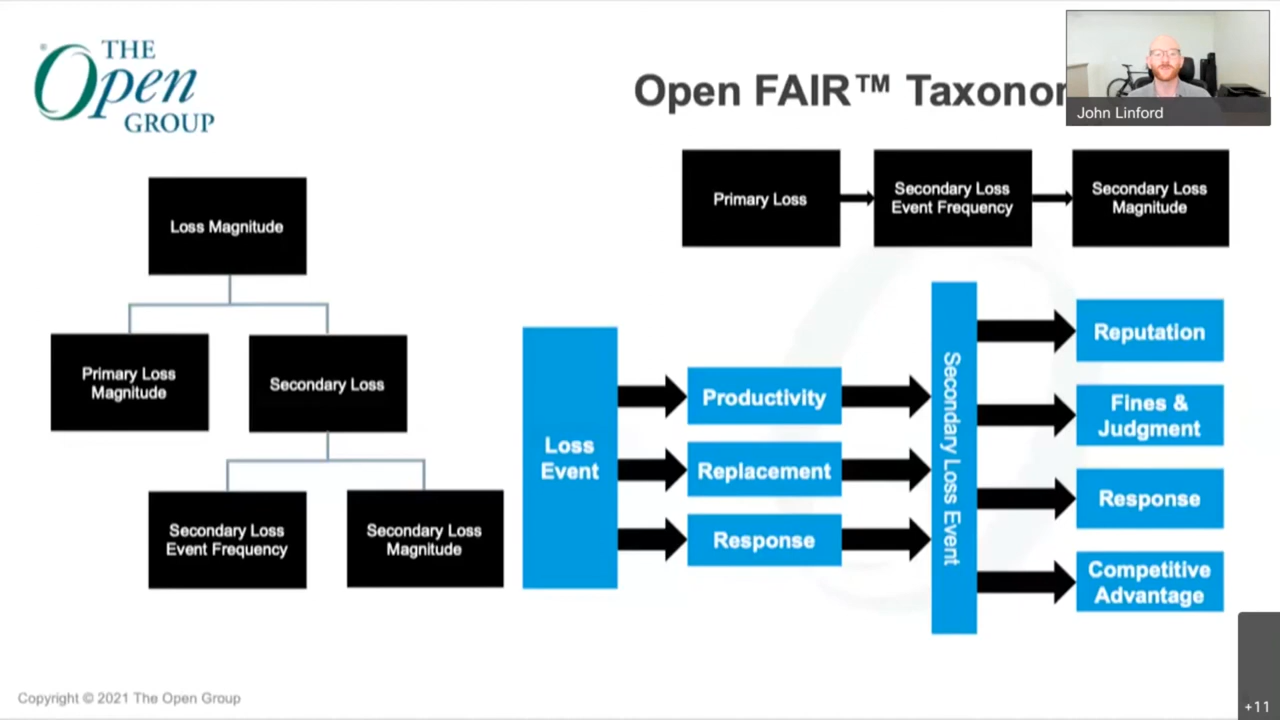 THE
Open
GROUP
Open FAIR™ Taxonor
John Linford
Primary Loss
Secondary Loss
Event Frequency
Secondary Loss
Magnitude
Loss Magnitude
Primary Loss
Magnitude
Secondary Loss
Secondary Loss
Event Frequency
Secondary Loss
Magnitude
Loss
Event
Productivity
Replacement
Response
Secondary Loss Event
Reputation
Fines &
Judgment
Response
Competitive
Advantage
Copyright © 2021 The Open Group
+11